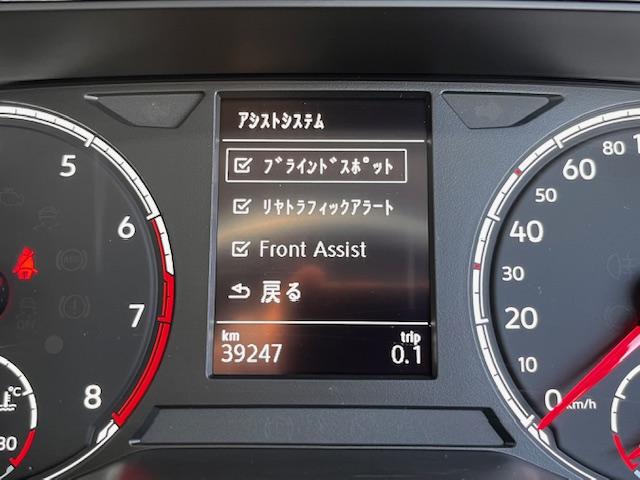 アシストシステム
ブラインドスポット
リヤトラフィックアラート
Front Assist
戻る
km
trip
39247
0.1
5
6
7
8
°C
30
80
60
50
40
30
20
10
0
km/h